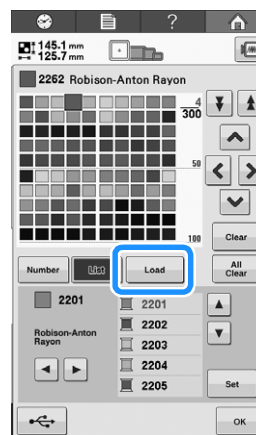 ?
145.1 mm
125.7 mm
2262 Robison-Anton Rayon
4
300
50
100
Clear
Number List Load All Clear
2201 2201
Robison-Anton Rayon
2202
2203
2204
2205 Set
OK